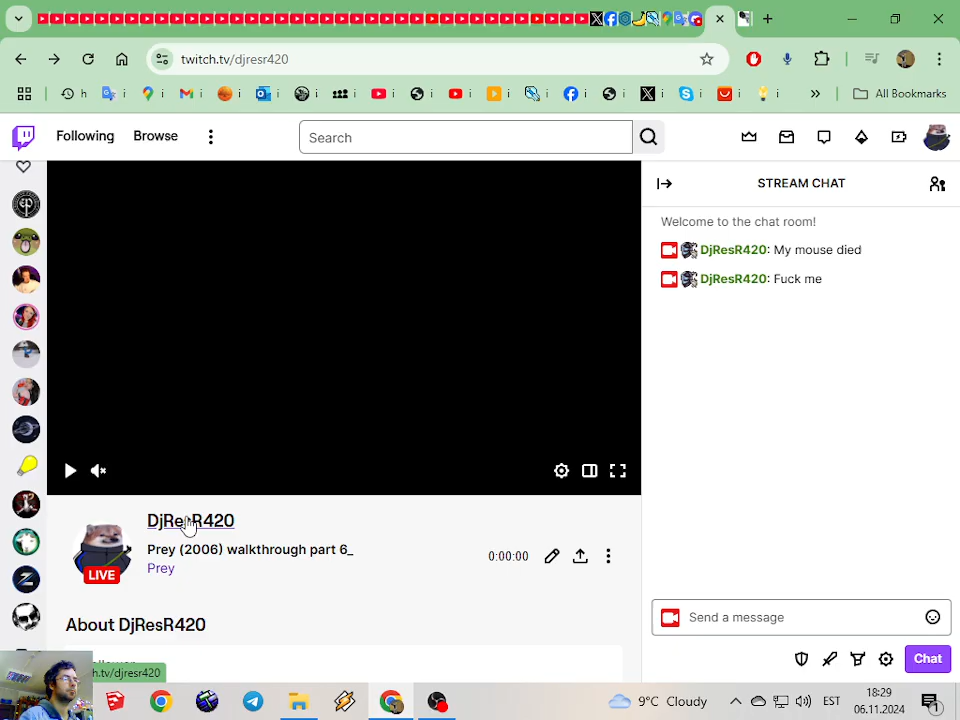 twitch.tv/djresr420
h i i i i i i i i i i i i i i i
» All Bookmarks
Following Browse Search
STREAM CHAT
Welcome to the chat room!
DjResR420: My mouse died
DjResR420: Fuck me
DjResR420
Prey (2006) walkthrough part 6_
Prey
LIVE
0:00:00
About DjResR420
Send a message
Chat
h.tv/djresr420
9°C Cloudy
EST
18:29
06.11.2024
1